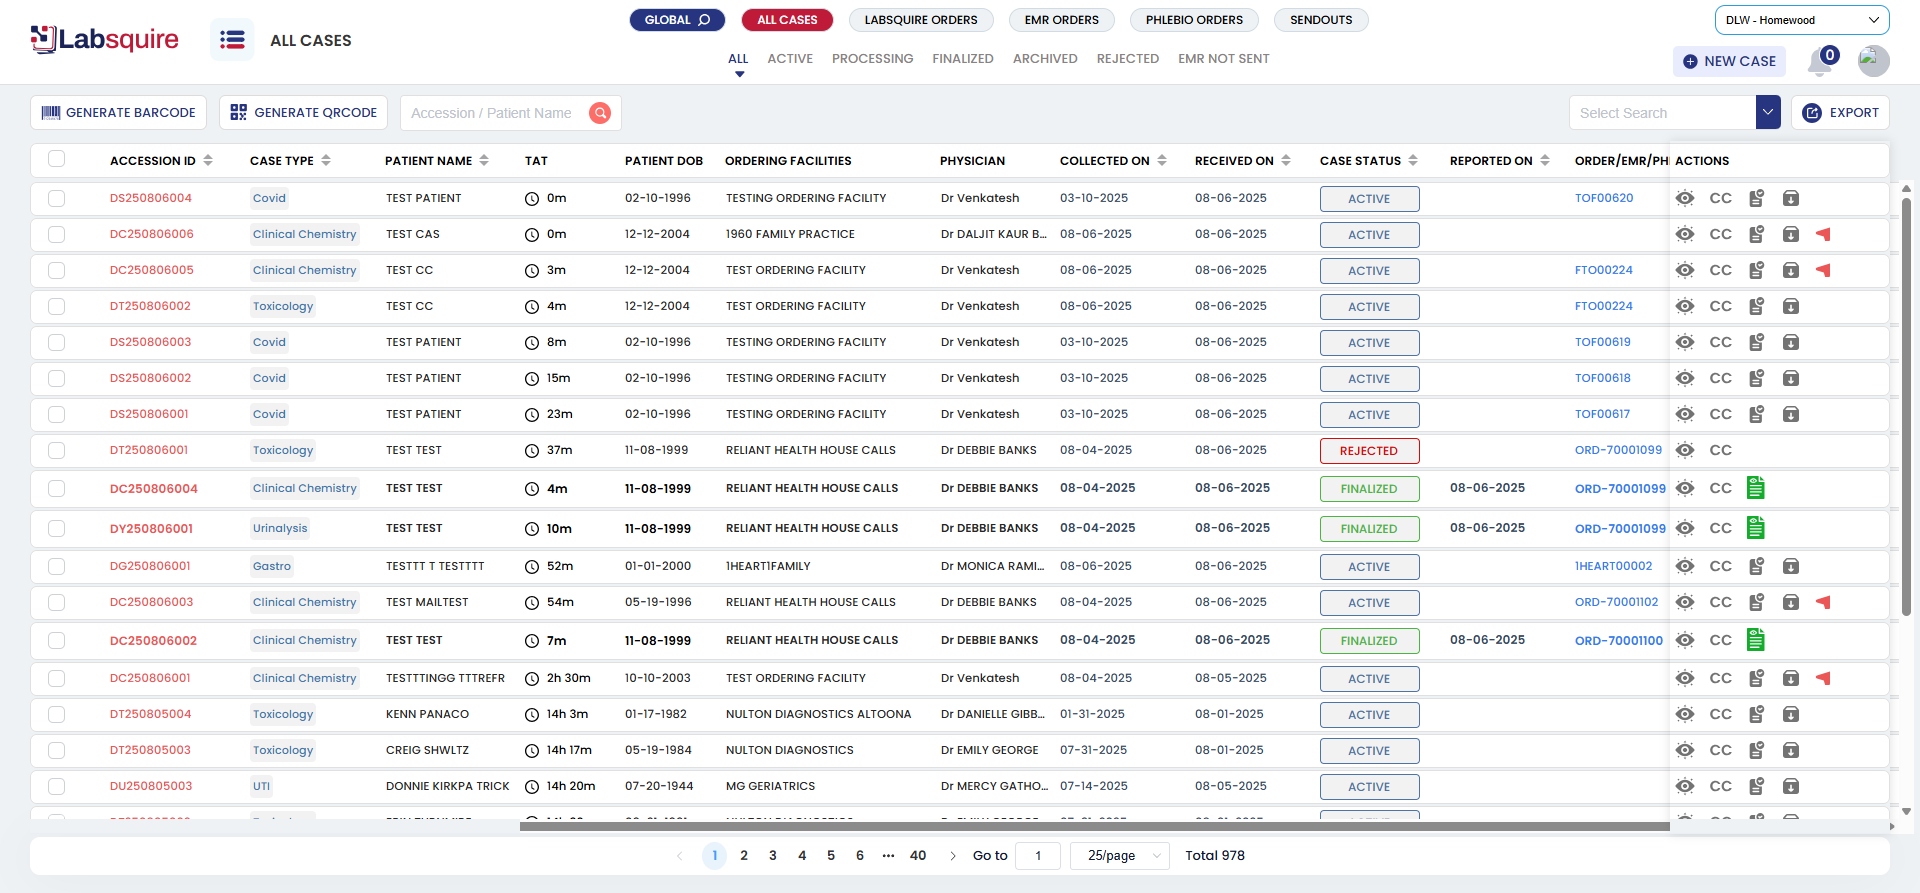 Labsquire
ALL CASES
GLOBAL ALL CASES LABSQUIRE ORDERS EMR ORDERS PHLEBIO ORDERS SENDOUTS
ALL ACTIVE PROCESSING FINALIZED ARCHIVED REJECTED EMR NOT SENT
DLW - Homewood
NEW CASE 0
GENERATE BARCODE GENERATE QRCODE Accession / Patient Name Select Search EXPORT
ACCESSION ID CASE TYPE PATIENT NAME TAT PATIENT DOB ORDERING FACILITIES PHYSICIAN COLLECTED ON RECEIVED ON CASE STATUS REPORTED ON ORDER/EMR/PH ACTIONS
DS250806004 Covid TEST PATIENT 0m 02-10-1996 TESTING ORDERING FACILITY Dr Venkatesh 03-10-2025 08-06-2025 ACTIVE TOF00620 CC
DC250806006 Clinical Chemistry TEST CAS 0m 12-12-2004 1960 FAMILY PRACTICE Dr DALJIT KAUR B... 08-06-2025 08-06-2025 ACTIVE CC
DC250806005 Clinical Chemistry TEST CC 3m 12-12-2004 TEST ORDERING FACILITY Dr Venkatesh 08-06-2025 08-06-2025 ACTIVE FTO00224 CC
DT250806002 Toxicology TEST CC 4m 12-12-2004 TEST ORDERING FACILITY Dr Venkatesh 08-06-2025 08-06-2025 ACTIVE FTO00224 CC
DS250806003 Covid TEST PATIENT 8m 02-10-1996 TESTING ORDERING FACILITY Dr Venkatesh 03-10-2025 08-06-2025 ACTIVE TOF00619 CC
DS250806002 Covid TEST PATIENT 15m 02-10-1996 TESTING ORDERING FACILITY Dr Venkatesh 03-10-2025 08-06-2025 ACTIVE TOF00618 CC
DS250806001 Covid TEST PATIENT 23m 02-10-1996 TESTING ORDERING FACILITY Dr Venkatesh 03-10-2025 08-06-2025 ACTIVE TOF00617 CC
DT250806001 Toxicology TEST TEST 37m 11-08-1999 RELIANT HEALTH HOUSE CALLS Dr DEBBIE BANKS 08-04-2025 08-06-2025 REJECTED ORD-70001099 CC
DC250806004 Clinical Chemistry TEST TEST 4m 11-08-1999 RELIANT HEALTH HOUSE CALLS Dr DEBBIE BANKS 08-04-2025 08-06-2025 FINALIZED 08-06-2025 ORD-70001099 CC
DY250806001 Urinalysis TEST TEST 10m 11-08-1999 RELIANT HEALTH HOUSE CALLS Dr DEBBIE BANKS 08-04-2025 08-06-2025 FINALIZED 08-06-2025 ORD-70001099 CC
DG250806001 Gastro TESTTT T TESTTTT 52m 01-01-2000 1HEART1FAMILY Dr MONICA RAMI... 08-06-2025 08-06-2025 ACTIVE 1HEART00002 CC
DC250806003 Clinical Chemistry TEST MAILTEST 54m 05-19-1996 RELIANT HEALTH HOUSE CALLS Dr DEBBIE BANKS 08-04-2025 08-06-2025 ACTIVE ORD-70001102 CC
DC250806002 Clinical Chemistry TEST TEST 7m 11-08-1999 RELIANT HEALTH HOUSE CALLS Dr DEBBIE BANKS 08-04-2025 08-06-2025 FINALIZED 08-06-2025 ORD-70001100 CC
DC250806001 Clinical Chemistry TESTTTINGG TTTREFR 2h 30m 10-10-2003 TEST ORDERING FACILITY Dr Venkatesh 08-04-2025 08-05-2025 ACTIVE CC
DT250805004 Toxicology KENN PANACO 14h 3m 01-17-1982 NULTON DIAGNOSTICS ALTOONA Dr DANIELLE GIBB... 01-31-2025 08-01-2025 ACTIVE CC
DT250805003 Toxicology CREIG SHWLTZ 14h 17m 05-19-1984 NULTON DIAGNOSTICS Dr EMILY GEORGE 07-31-2025 08-01-2025 ACTIVE CC
DU250805003 UTI DONNIE KIRKPA TRICK 14h 20m 07-20-1944 MG GERIATRICS Dr MERCY GATHO... 07-14-2025 08-05-2025 ACTIVE CC
1 2 3 4 5 6 ••• 40 Go to 1 25/page Total 978